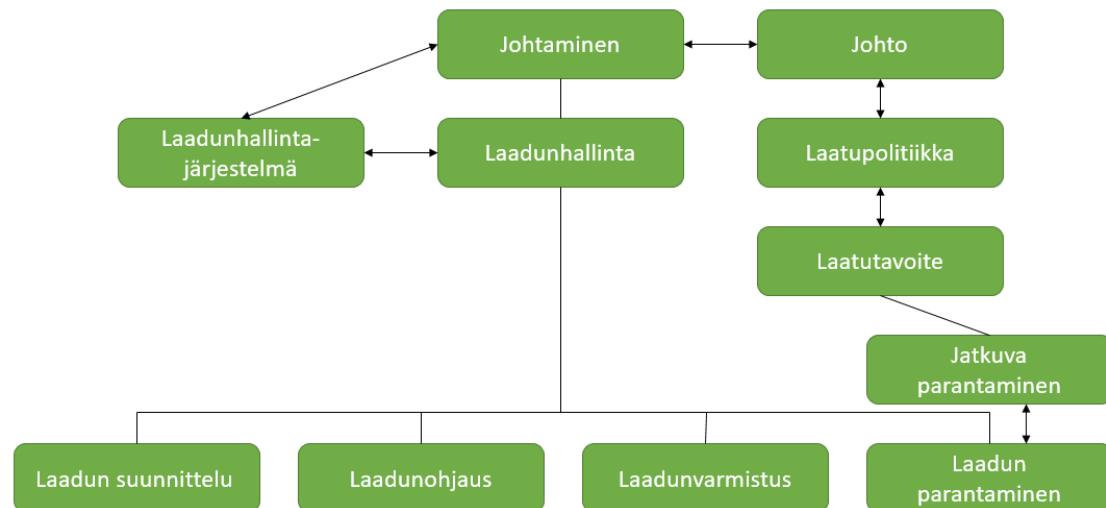 Johtaminen
Johto
Laadunhallinta-
järjestelmä
Laadunhallinta
Laatupolitiikka
Laatutavoite
Jatkuva
parantaminen
Laadun suunnittelu
Laadunohjaus
Laadunvarmistus
Laadun
parantaminen